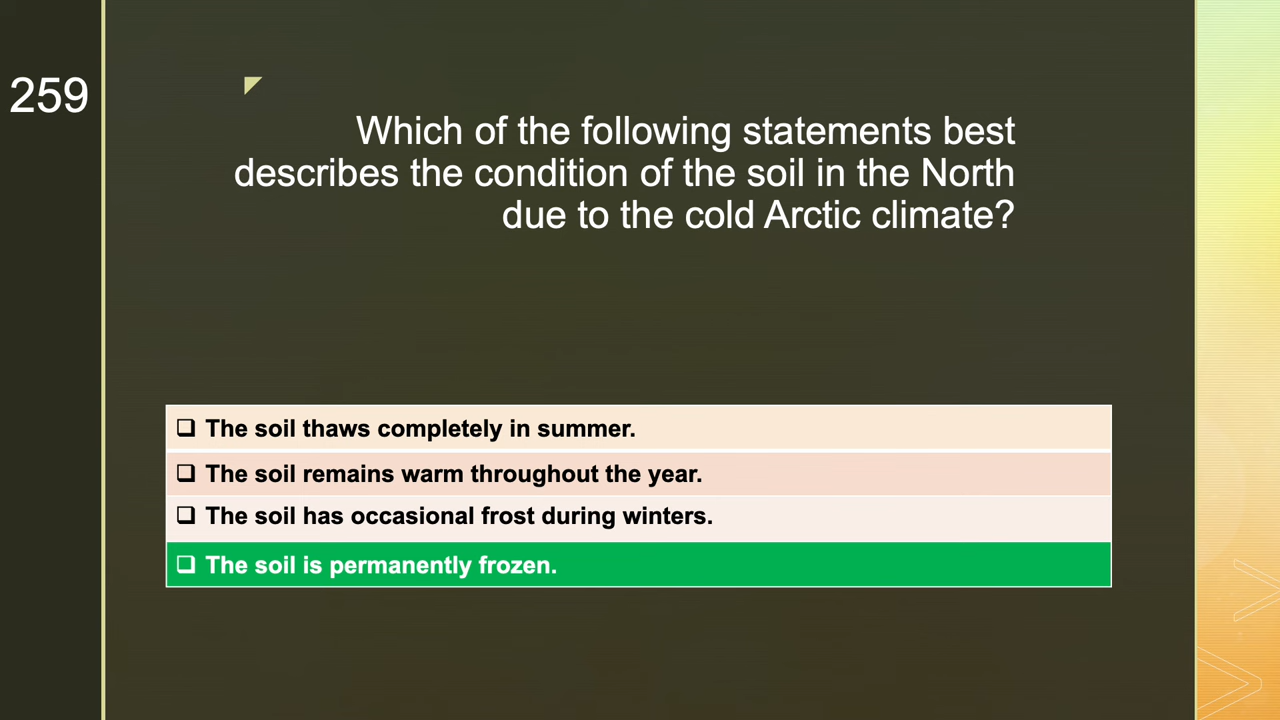 259
Which of the following statements best
describes the condition of the soil in the North
due to the cold Arctic climate?
❑ The soil thaws completely in summer.
❑ The soil remains warm throughout the year.
❑ The soil has occasional frost during winters.
❑ The soil is permanently frozen.